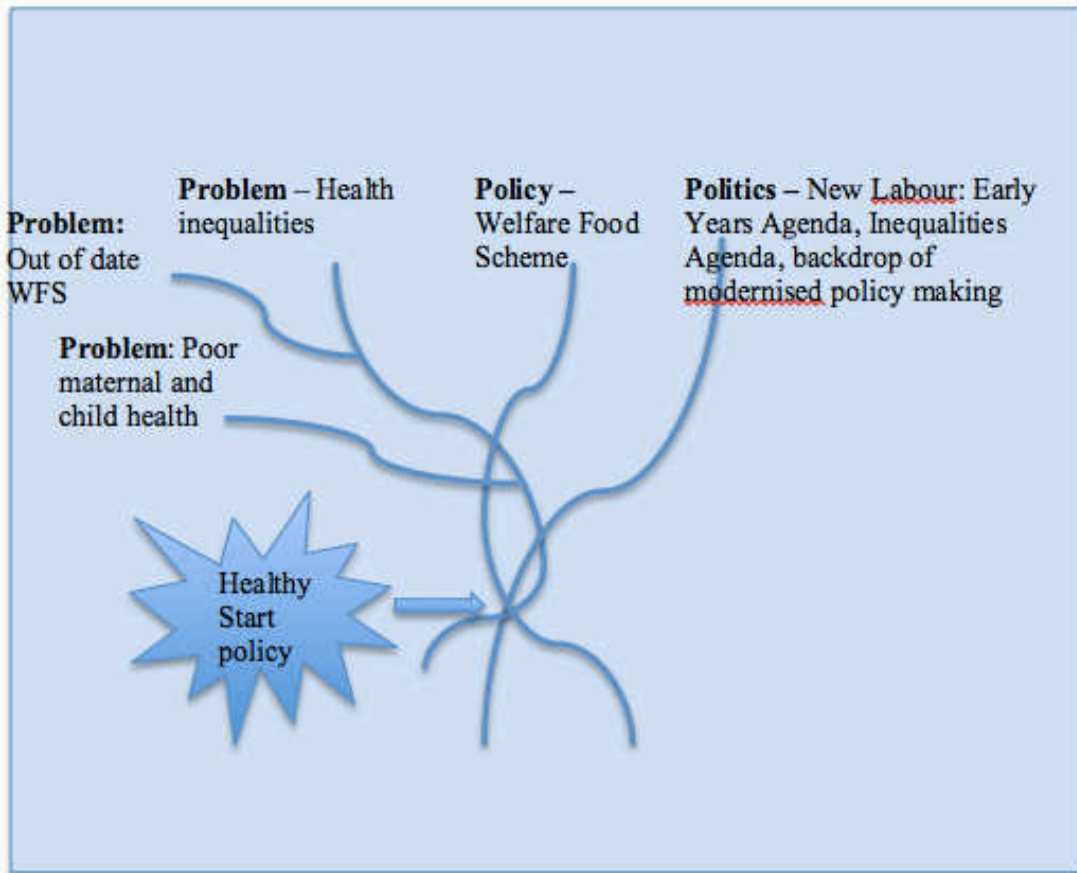 Problem:
Out of date
WFS
Problem – Health
inequalities
Policy –
Welfare Food
Scheme
Politics – New Labour: Early
Years Agenda, Inequalities
Agenda, backdrop of
modernised policy making
Problem: Poor
maternal and
child health
Healthy
Start
policy